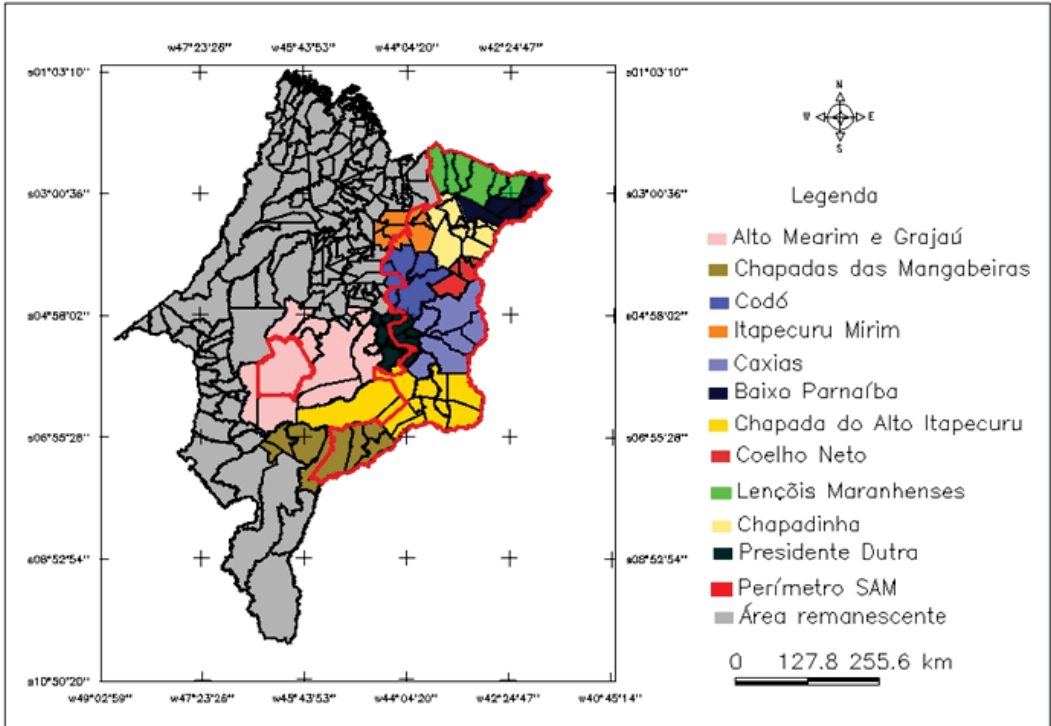 w47°23'26" w45°43'53" w44°04'20" w42°24'47"
s01°03'10" s01°03'10"
N
W E
S
s03°00'36" s03°00'36"
Legenda
Alto Mearim e Grajaú
Chapadas das Mangabeiras
Codó
s04°58'02" s04°58'02"
Itapecuru Mírim
Caxias
Baixo Parnaíba
Chapada do Alto Itapecuru
s06°55'28" s06°55'28"
Coelho Neto
Lençõis Maranhenses
Chapadinha
Presidente Dutra
s08°52'54" s08°52'54"
Perímetro SAM
Área remanescente
0 127.8 255.6 km
s10°50'20"
w49°02'59" w47°23'26" w45°43'53" w44°04'20" w42°24'47" w40°45'14"